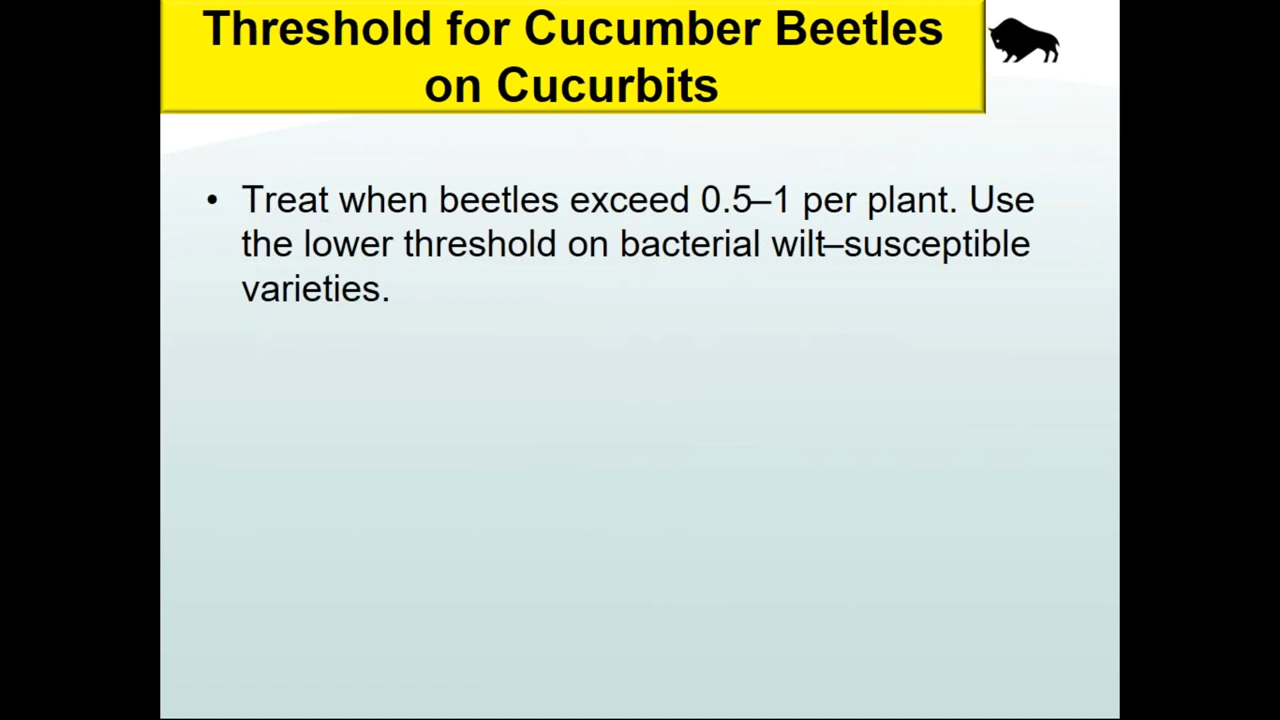 Threshold for Cucumber Beetles
on Cucurbits
• Treat when beetles exceed 0.5–1 per plant. Use
the lower threshold on bacterial wilt–susceptible
varieties.